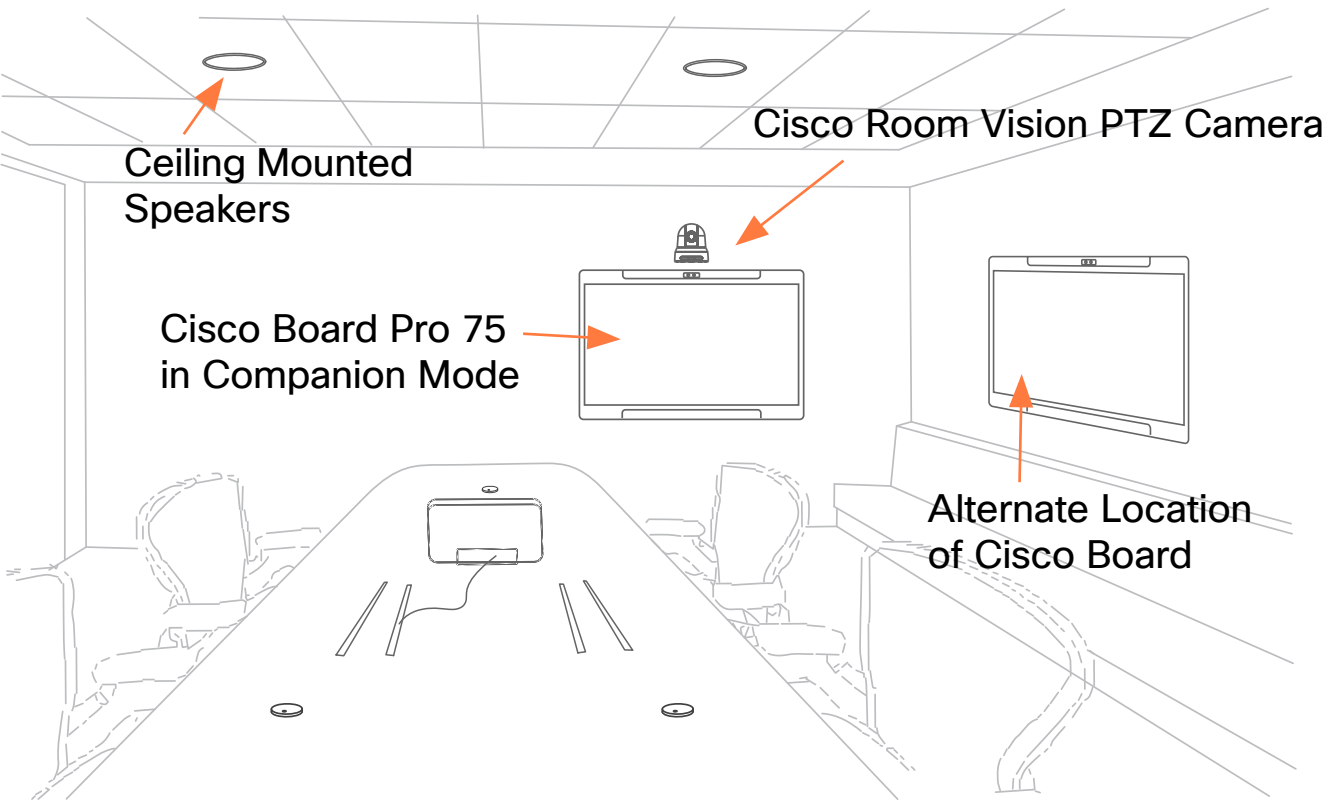 Cisco Room Vision PTZ Camera
Ceiling Mounted
Speakers
Cisco Board Pro 75
in Companion Mode
Alternate Location
of Cisco Board